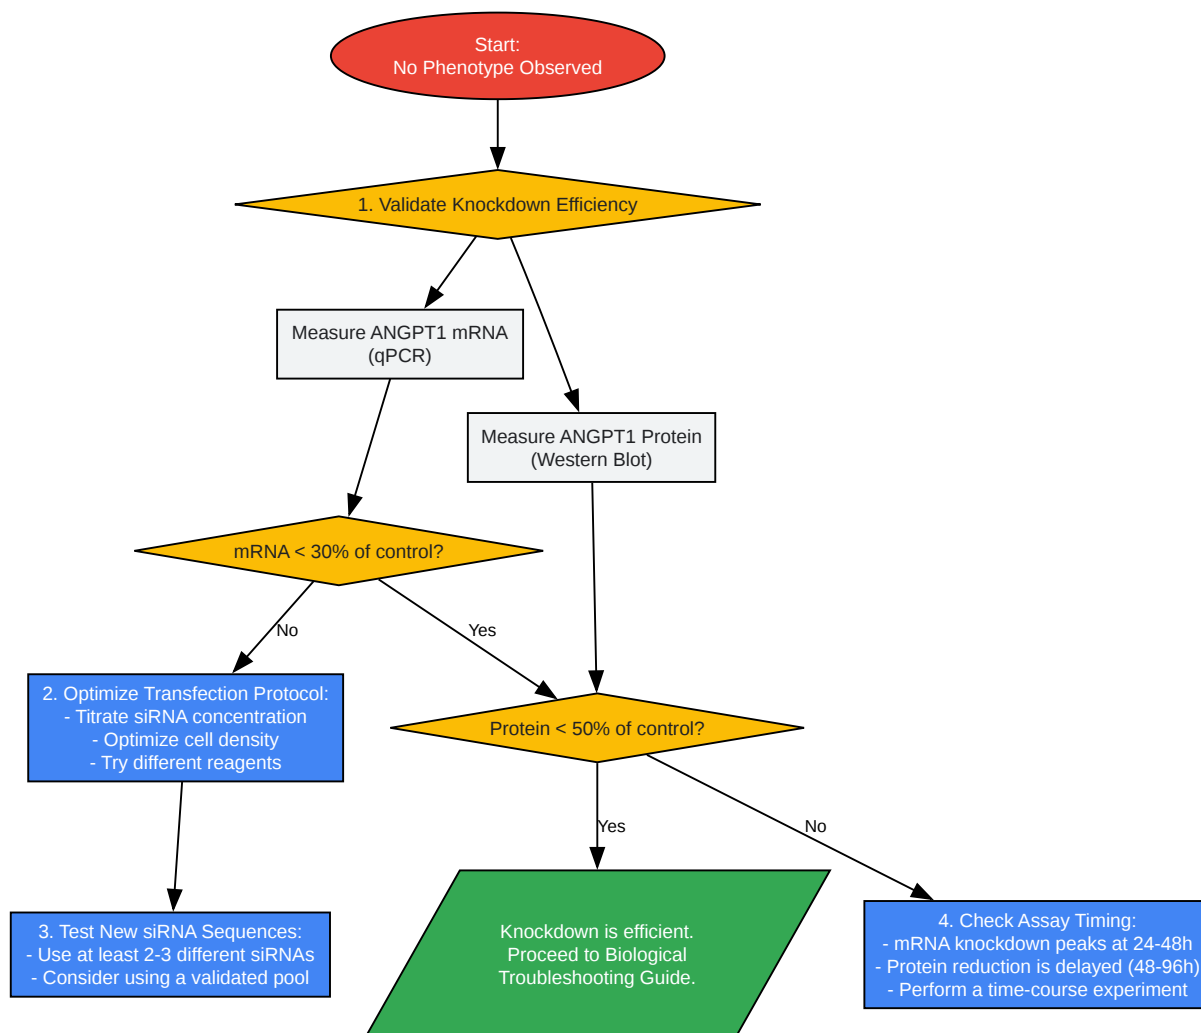 Start:
No Phenotype Observed
1. Validate Knockdown Efficiency
Measure ANGPT1 mRNA
(qPCR)
Measure ANGPT1 Protein
(Western Blot)
mRNA < 30% of control?
No
Yes
2. Optimize Transfection Protocol:
- Titrate siRNA concentration
- Optimize cell density
- Try different reagents
Protein < 50% of control?
Yes
No
3. Test New siRNA Sequences:
- Use at least 2-3 different siRNAs
- Consider using a validated pool
Knockdown is efficient.
Proceed to Biological
Troubleshooting Guide.
4. Check Assay Timing:
- mRNA knockdown peaks at 24-48h
- Protein reduction is delayed (48-96h)
- Perform a time-course experiment